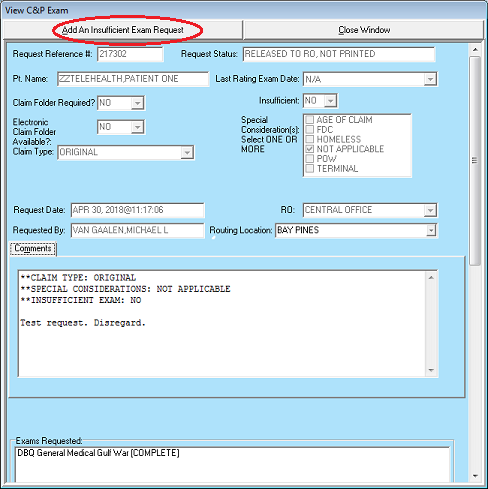 View C&P Exam
Add An Insufficient Exam Request Close Window
Request Reference #: 217302 Request Status: RELEASED TO RO, NOT PRINTED
Pt. Name: ZZTELEHEALTH,PATIENT ONE Last Rating Exam Date: N/A
Claim Folder Required? NO Insufficient: NO
Electronic Claim Folder Available?: NO
Special Consideration(s): Select ONE OR MORE
AGE OF CLAIM
FDC
HOMELESS
NOT APPLICABLE
POW
TERMINAL
Claim Type: ORIGINAL
Request Date: APR 30, 2018@11:17:06 RO: CENTRAL OFFICE
Requested By: VAN GAALEN,MICHAEL L Routing Location: BAY PINES
Comments
**CLAIM TYPE: ORIGINAL
**SPECIAL CONSIDERATIONS: NOT APPLICABLE
**INSUFFICIENT EXAM: NO
Test request. Disregard.
Exams Requested:
DBQ General Medical Gulf War (COMPLETE)